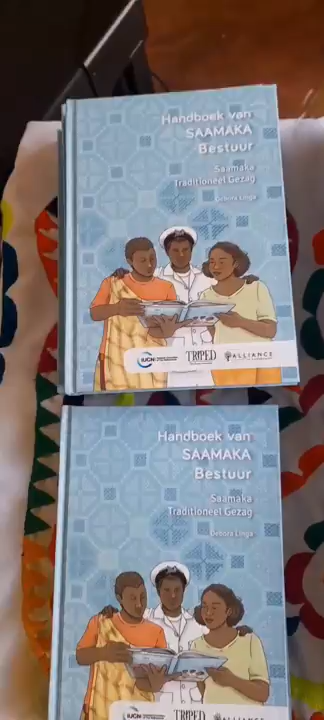 Handboek van
SAAMAKA
Bestuur
Saamaka
Traditioneel Gezag
Debora Linga
IUCN
TRIPED
ALLIANCE
Handboek van
SAAMAKA
Bestuur
Saamaka
Traditioneel Gezag
Debora Linga
IUCN
TRIPED
ALLIANCE